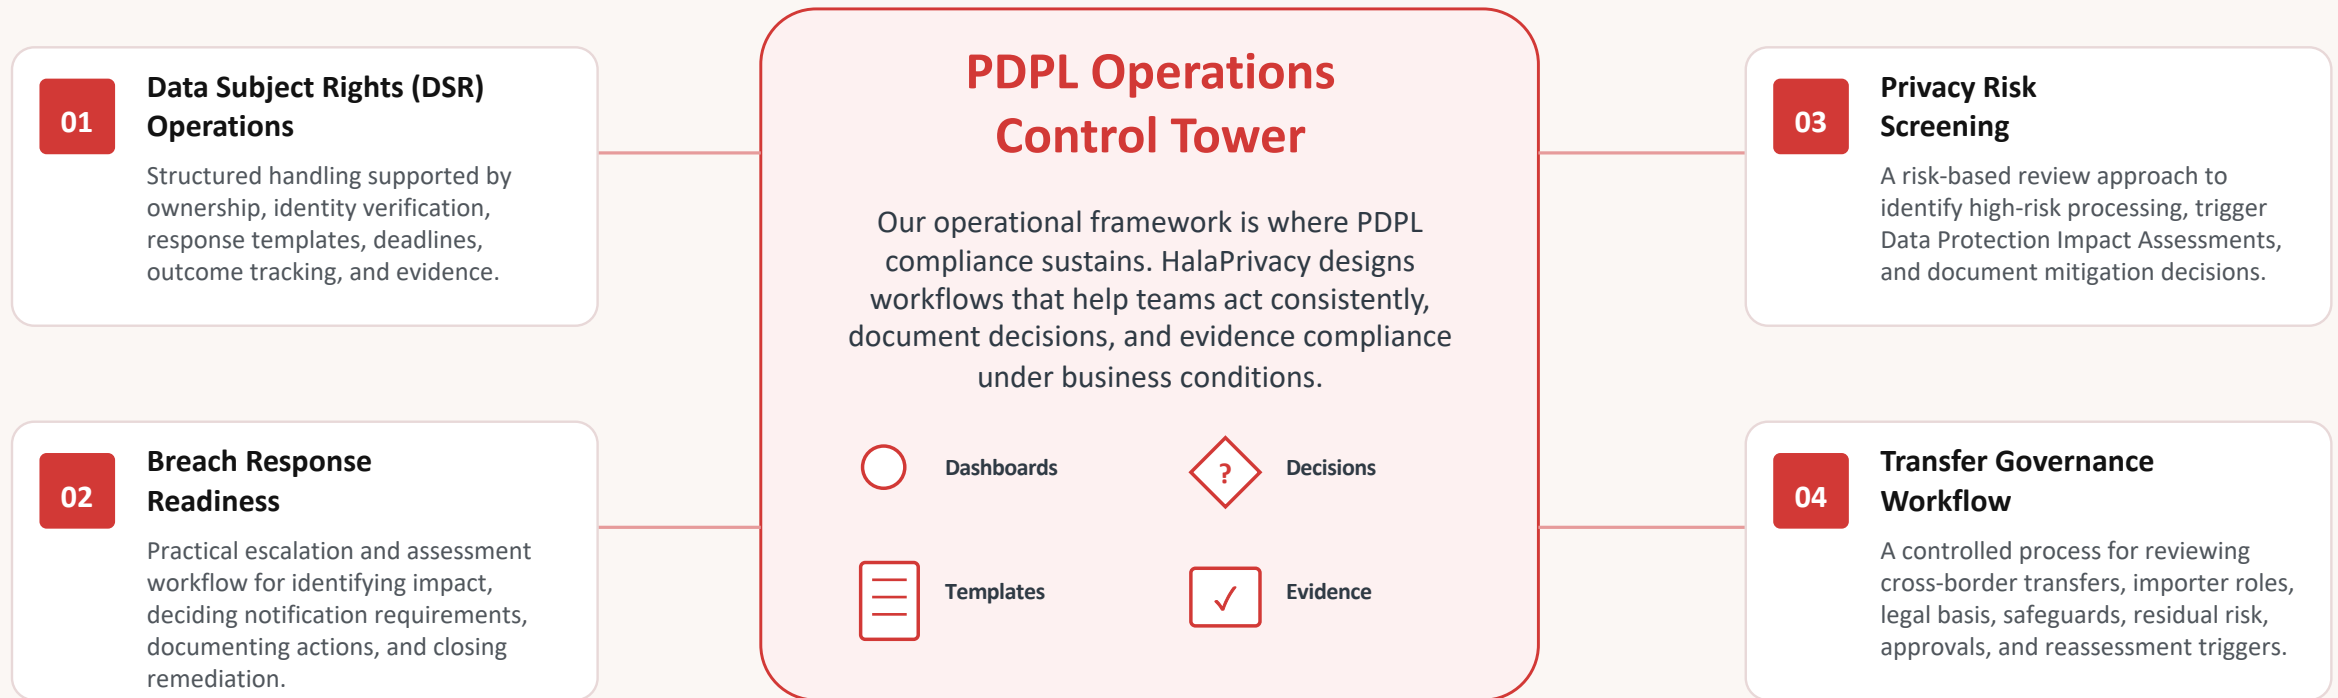 01
Data Subject Rights (DSR)
Operations
Structured handling supported by
ownership, identity verification,
response templates, deadlines,
outcome tracking, and evidence.
02
Breach Response
Readiness
Practical escalation and assessment
workflow for identifying impact,
deciding notification requirements,
documenting actions, and closing
remediation.
PDPL Operations
Control Tower
Our operational framework is where PDPL
compliance sustains. HalaPrivacy designs
workflows that help teams act consistently,
document decisions, and evidence compliance
under business conditions.
Dashboards
?
Decisions
Templates
✓
Evidence
03
Privacy Risk
Screening
A risk-based review approach to
identify high-risk processing, trigger
Data Protection Impact Assessments,
and document mitigation decisions.
04
Transfer Governance
Workflow
A controlled process for reviewing
cross-border transfers, importer roles,
legal basis, safeguards, residual risk,
approvals, and reassessment triggers.